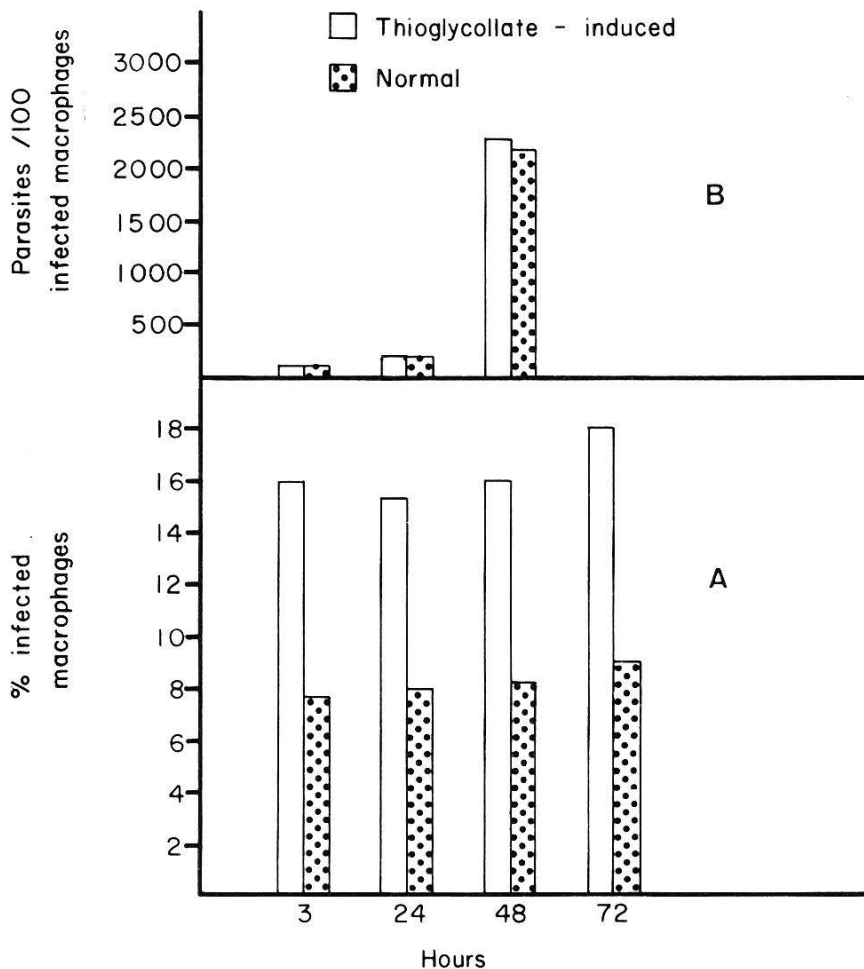 Thioglycollate - induced
Normal
Parasites /100
infected macrophages
3000
2500
2000
1500
1000
500
B
% infected
macrophages
18
16
14
12
10
8
6
4
2
A
3 24 48 72
Hours